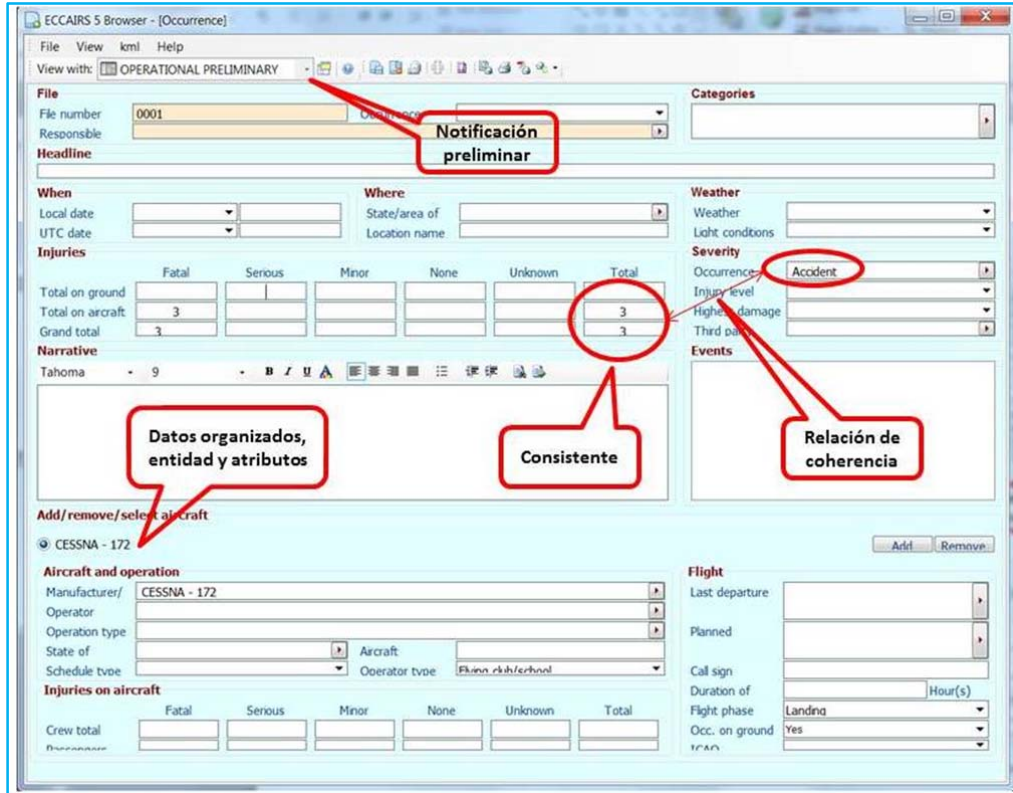 ECCAIRS 5 Browser - [Occurrence]
File View kml Help
View with: OPERATIONAL PRELIMINARY
File
File number 0001
Responsible
Categories
Notificación
preliminar
Headline
When
Local date
UTC date
Where
State/area of
Location name
Weather
Weather
Light conditions
Injuries
Fatal Serious Minor None Unknown Total
Total on ground
Total on aircraft 3 3
Grand total 3 3
Severity
Occurrence Accident
Injury level
Highest damage
Third
Narrative
Tahoma 9 B I U A
Events
Datos organizados,
entidad y atributos
Consistente
Relación de
coherencia
Add/remove/select aircraft
CESSNA - 172
Add Remove
Aircraft and operation
Manufacturer/ CESSNA - 172
Operator
Operation type
State of Aircraft
Schedule type Operator type Flying club/school
Flight
Last departure
Planned
Call sign
Duration of Hour(s)
Flight phase Landing
Occ. on ground Yes
ICAO
Injuries on aircraft
Fatal Serious Minor None Unknown Total
Crew total
Passengers